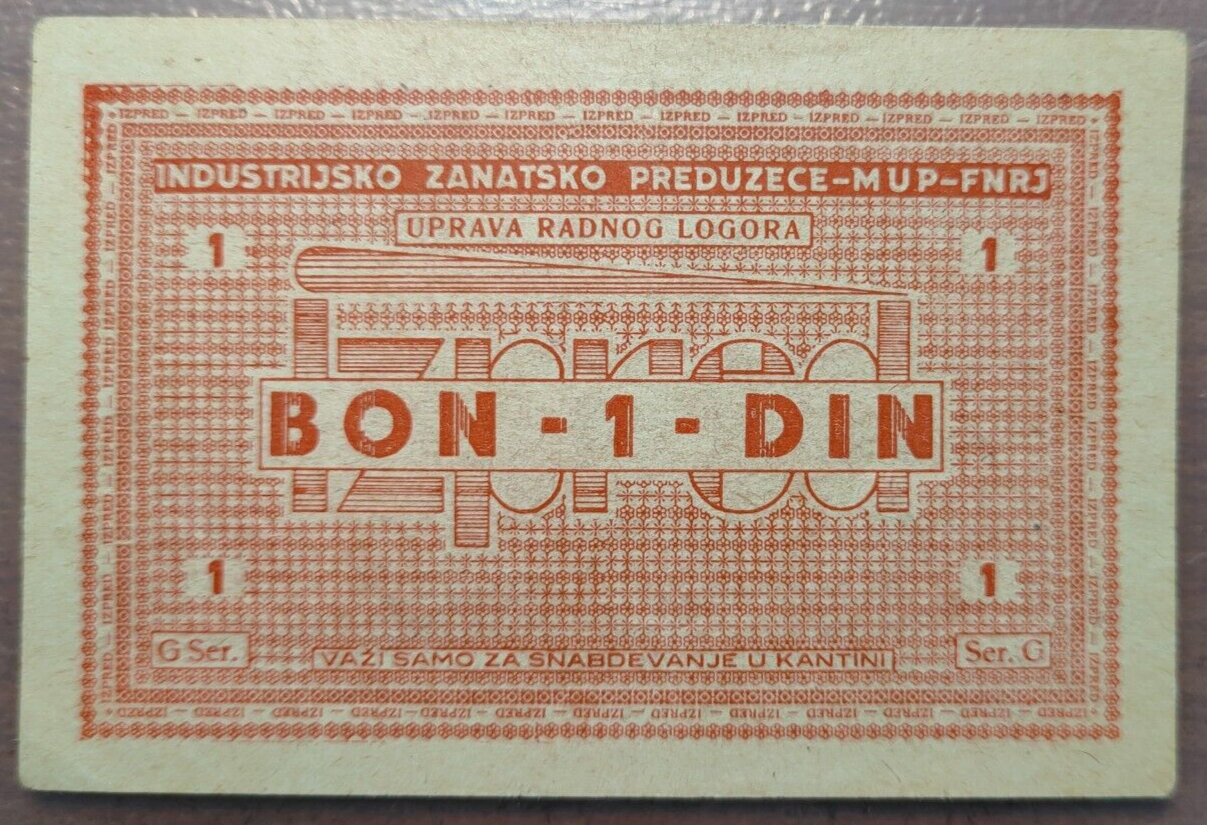 IZPRED — IZPRED — IZPRED — IZPRED — IZPRED — IZPRED — IZPRED — IZPRED — IZPRED — IZPRED — IZPRED — IZPRED — IZPRED
INDUSTRIJSKO ZANATSKO PREDUZECE-MUP-FNRJ
UPRAVA RADNOG LOGORA
1 1
Izpred
BON - 1 - DIN
1 1
G Ser. VAŽI SAMO ZA SNABDEVANJE U KANTINI Ser. G